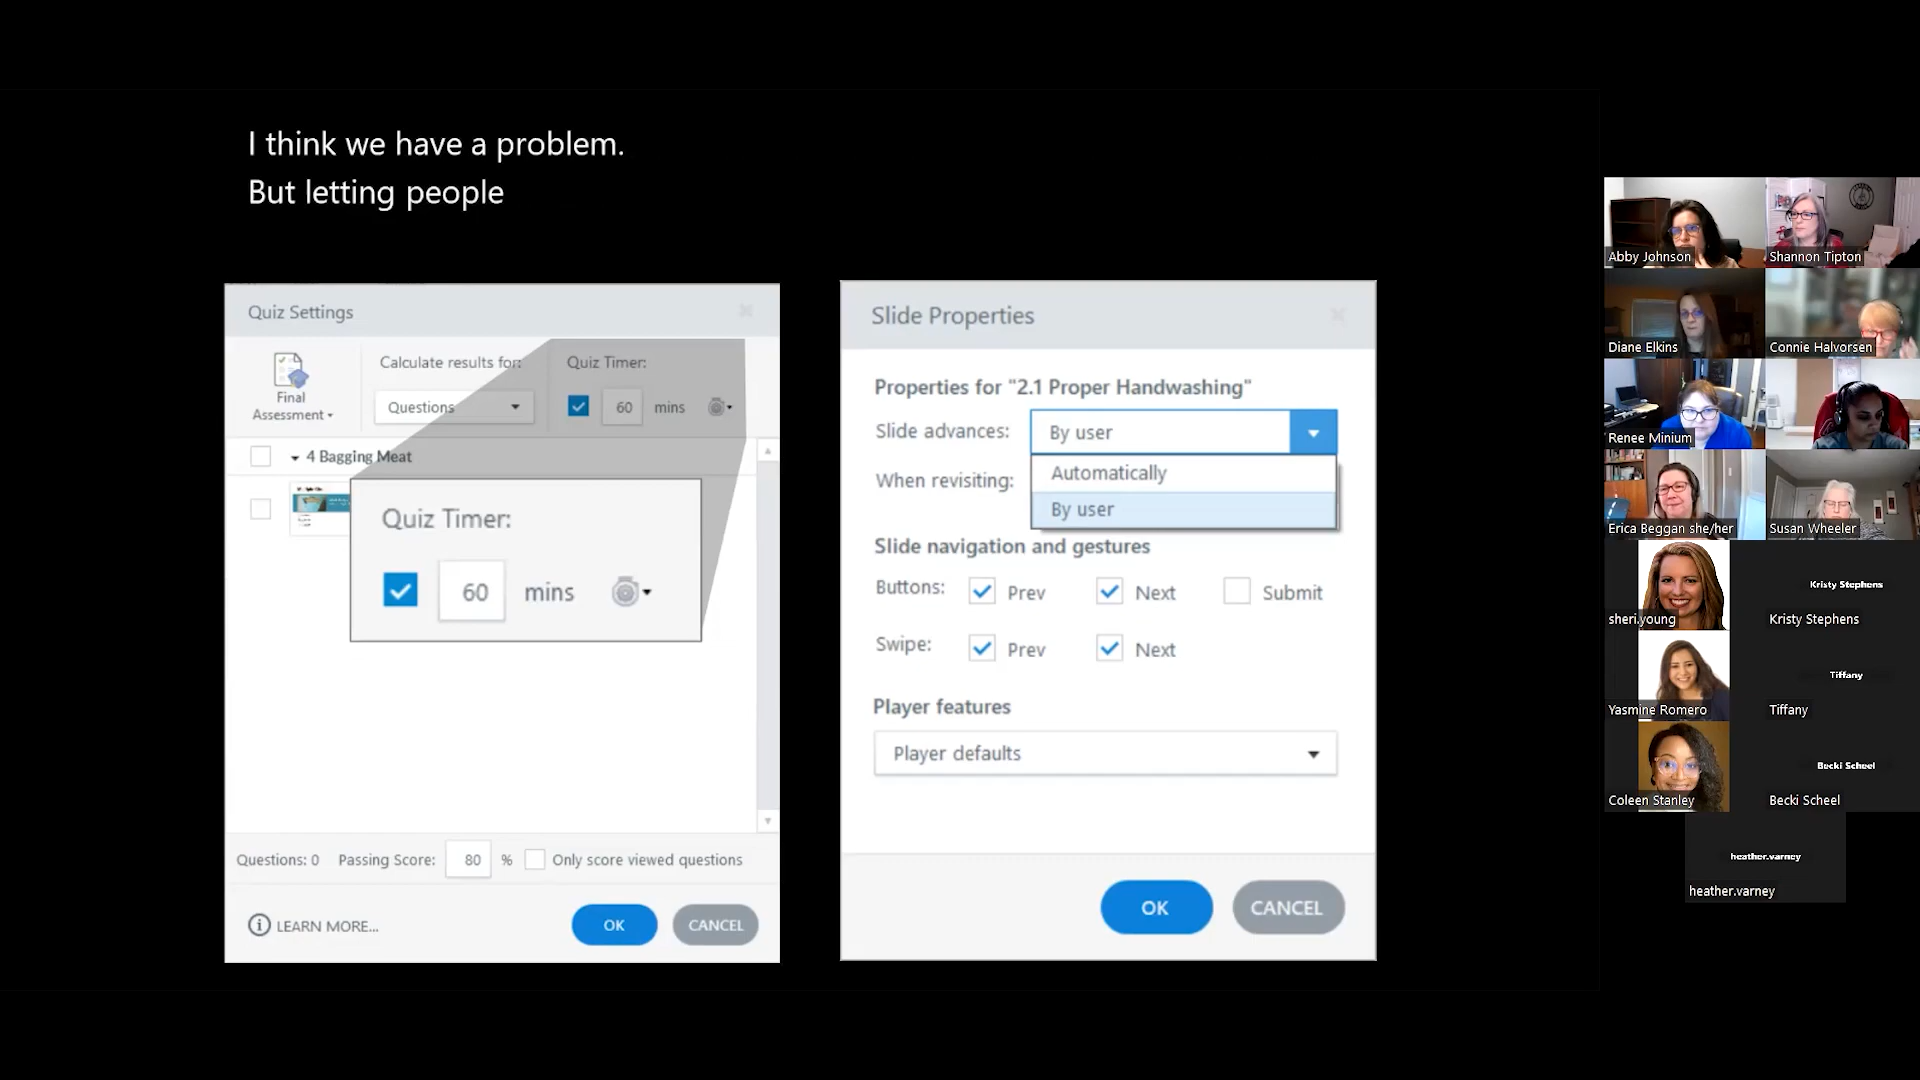 I think we have a problem.
But letting people
Quiz Settings
Final
Assessment
Calculate results for:
Questions
Quiz Timer:
60 mins
4 Bagging Meat
Quiz Timer:
60 mins
Questions: 0 Passing Score: 80 % Only score viewed questions
LEARN MORE...
OK CANCEL
Slide Properties
Properties for "2.1 Proper Handwashing"
Slide advances: By user
Automatically
When revisiting:
By user
Slide navigation and gestures
Buttons: Prev Next Submit
Swipe: Prev Next
Player features
Player defaults
OK CANCEL
Abby Johnson
Shannon Tipton
Diane Elkins
Connie Halvorsen
Renee Minium
Erica Beggan she/her
Susan Wheeler
sheri.young
Kristy Stephens
Kristy Stephens
Yasmine Romero
Tiffany
Tiffany
Coleen Stanley
Becki Scheel
Becki Scheel
heather.varney
heather.varney